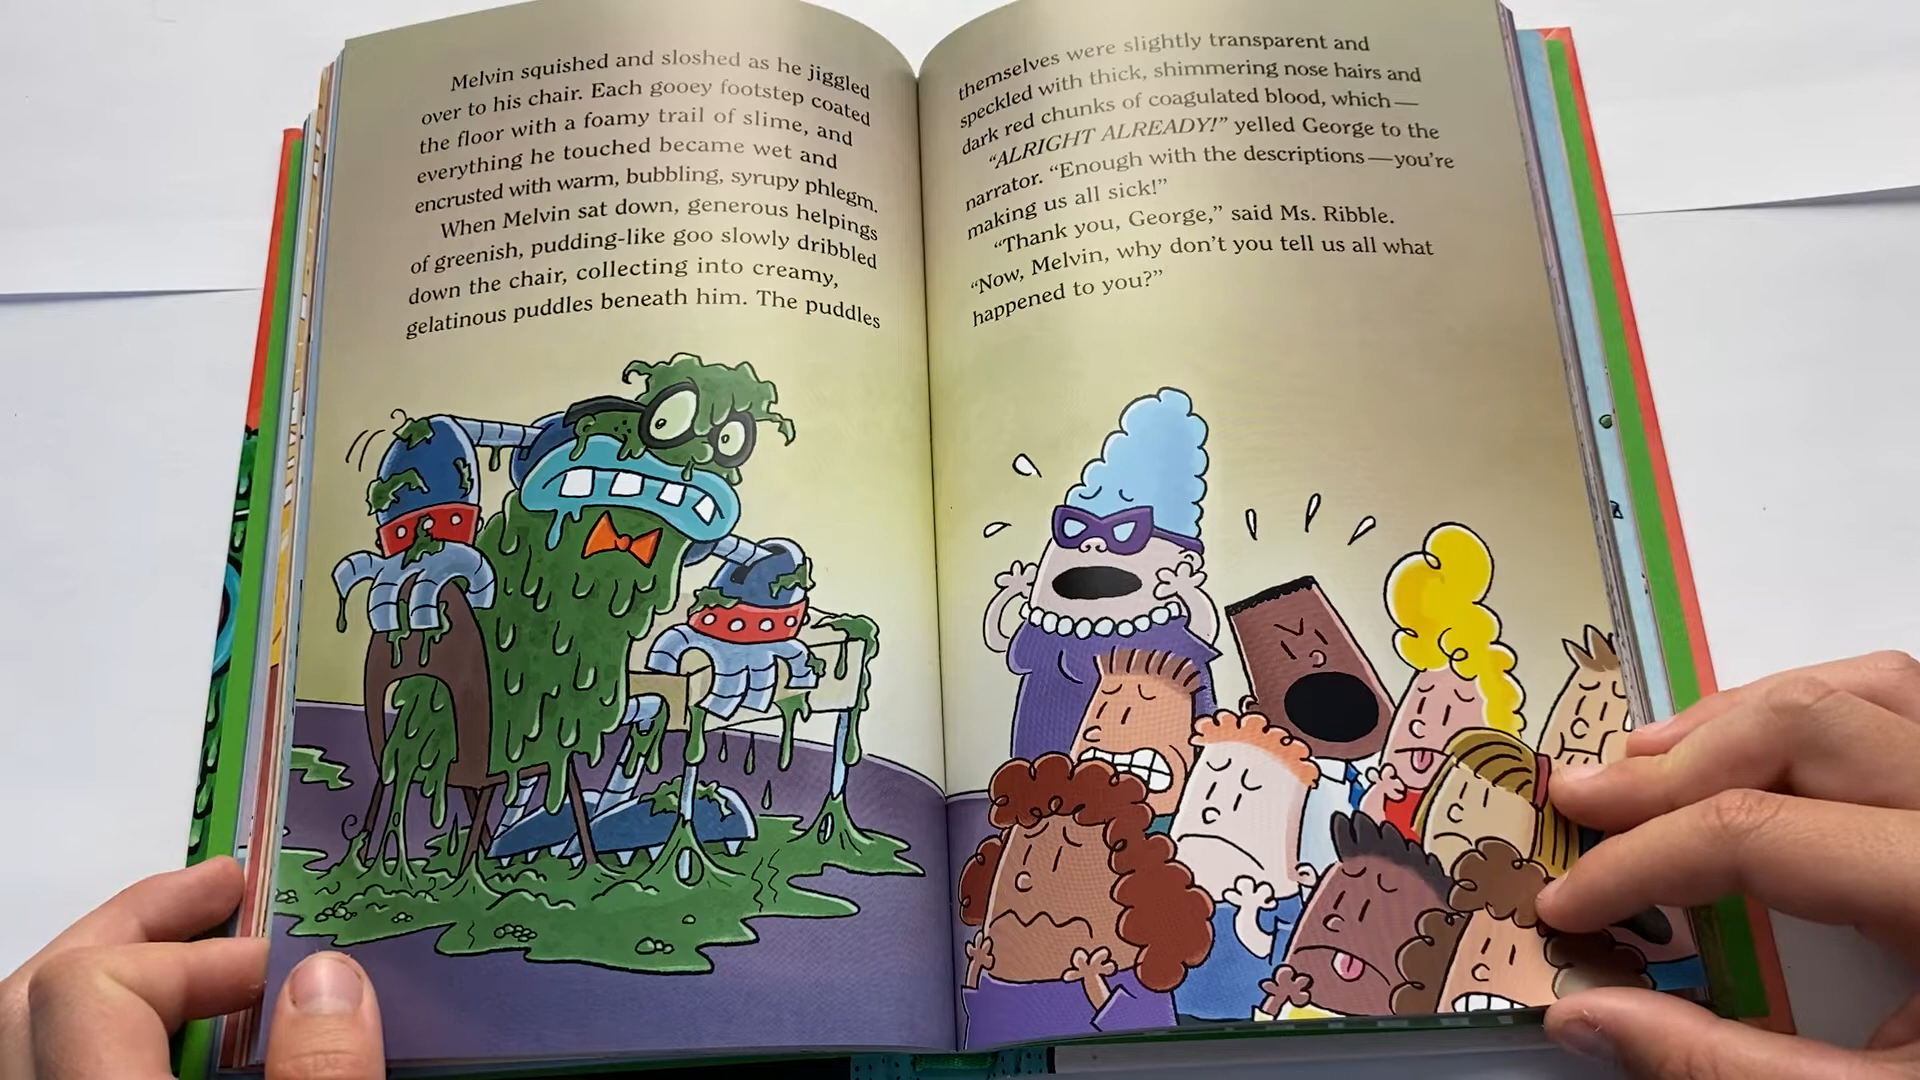 Melvin squished and sloshed as he jiggled
over to his chair. Each gooey footstep coated
the floor with a foamy trail of slime, and
everything he touched became wet and
encrusted with warm, bubbling, syrupy phlegm.
When Melvin sat down, generous helpings
of greenish, pudding-like goo slowly dribbled
down the chair, collecting into creamy,
gelatinous puddles beneath him. The puddles
themselves were slightly transparent and
speckled with thick, shimmering nose hairs and
dark red chunks of coagulated blood, which—
“ALRIGHT ALREADY!” yelled George to the
narrator. “Enough with the descriptions—you’re
making us all sick!”
“Thank you, George,” said Ms. Ribble.
“Now, Melvin, why don’t you tell us all what
happened to you?”